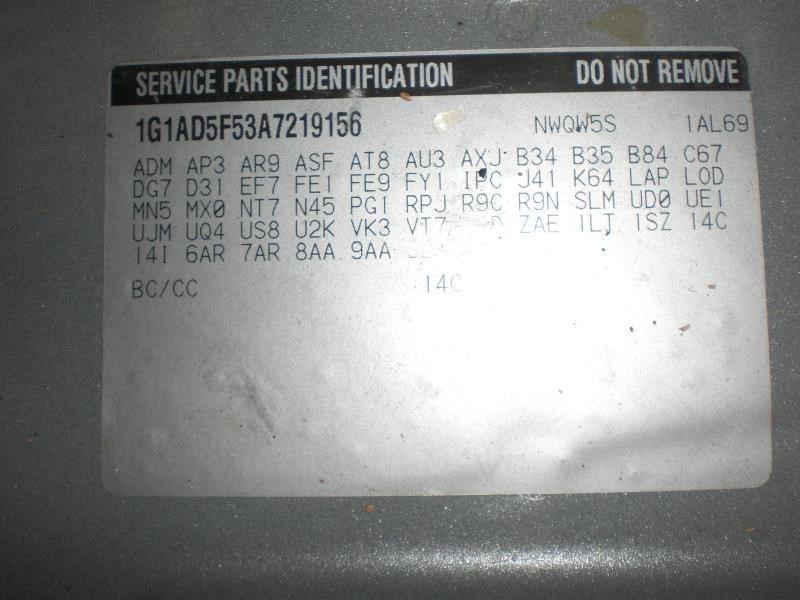 SERVICE PARTS IDENTIFICATION DO NOT REMOVE
1G1AD5F53A7219156 NWQW5S 1AL69
ADM AP3 AR9 ASF AT8 AU3 AXJ B34 B35 B84 C67
DG7 D31 EF7 FE1 FE9 FY1 IPC J41 K64 LAP LOD
MN5 MX0 NT7 N45 PG1 RPJ R9C R9N SLM UD0 UE1
UJM UQ4 US8 U2K VK3 VT7 ZAE 1LT 1SZ 14C
14I 6AR 7AR 8AA 9AA
BC/CC 14C